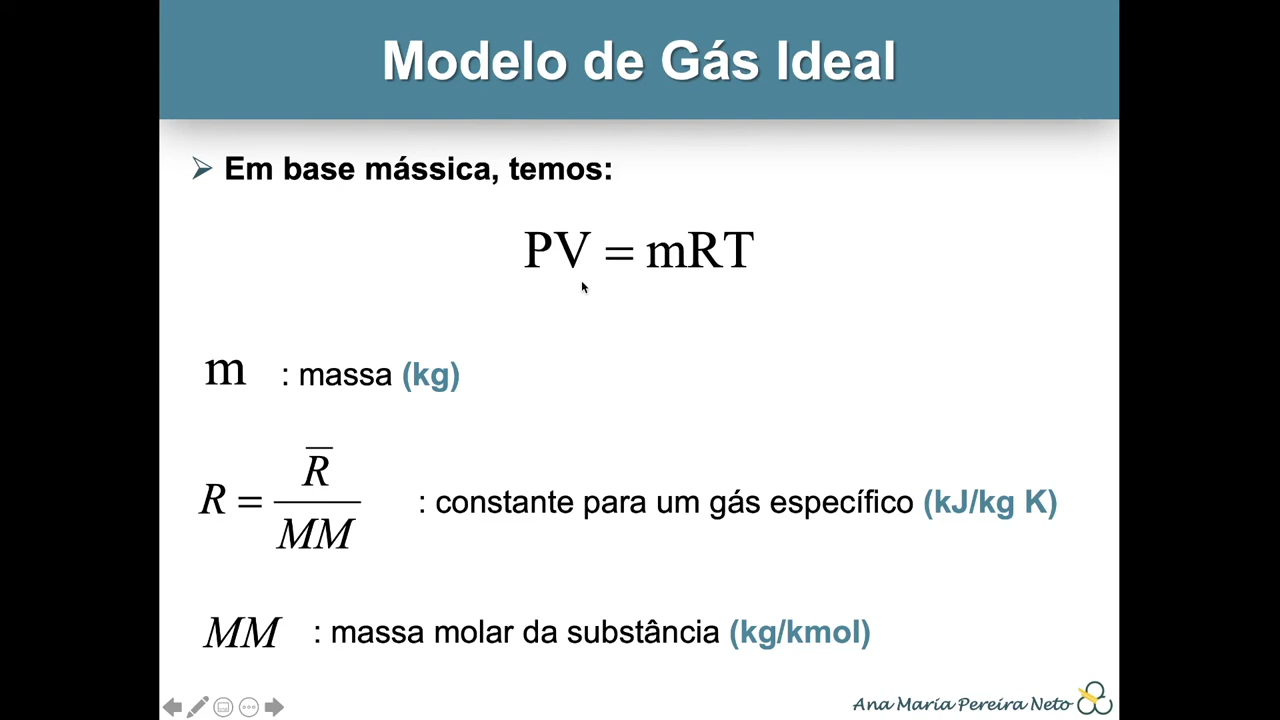 Modelo de Gás Ideal
Em base mássica, temos:
PV = mRT
m : massa (kg)
R = R̅ / MM : constante para um gás específico (kJ/kg K)
MM : massa molar da substância (kg/kmol)
Ana Maria Pereira Neto